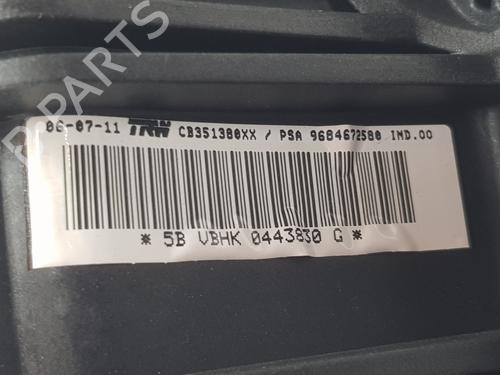 06-07-11 TRW CB351380XX / PSA 9684672580 IND.00
* 5B VBHK 0443830 G *
B-PARTS